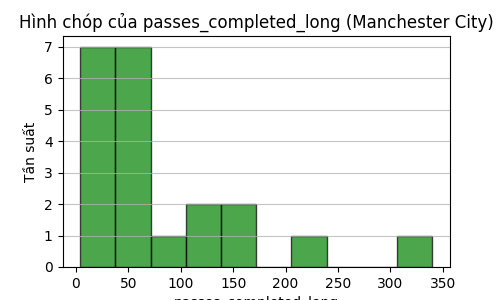 Hình chóp của passes_completed_long (Manchester City)
Tần suất
7
6
5
4
3
2
1
0
0 50 100 150 200 250 300 350
passes_completed_long